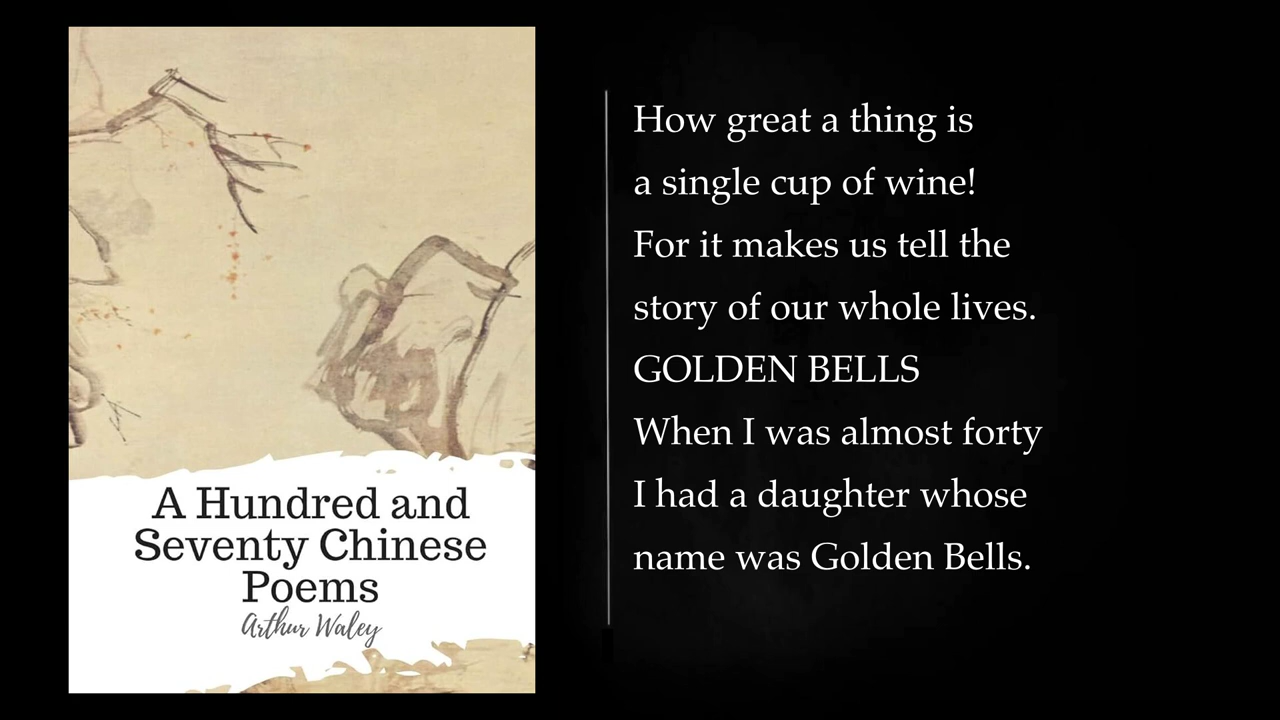 A Hundred and
Seventy Chinese
Poems
Arthur Waley
How great a thing is
a single cup of wine!
For it makes us tell the
story of our whole lives.
GOLDEN BELLS
When I was almost forty
I had a daughter whose
name was Golden Bells.